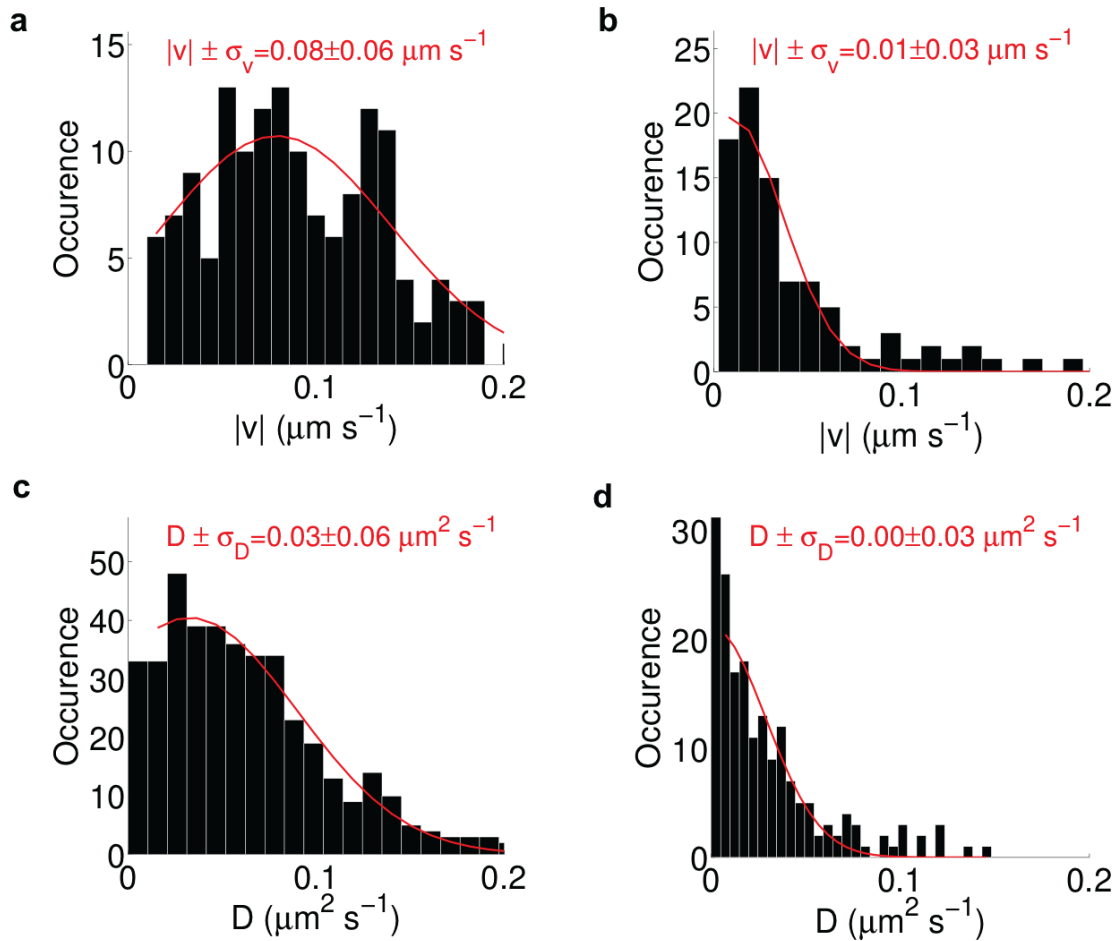 a
|v| ± σv=0.08±0.06 μm s−1
15
10
5
0
Occurence
0 0.1 0.2
|v| (μm s−1)
b
|v| ± σv=0.01±0.03 μm s−1
25
20
15
10
5
0
Occurence
0 0.1 0.2
|v| (μm s−1)
c
D ± σD=0.03±0.06 μm2 s−1
50
40
30
20
10
0
Occurence
0 0.1 0.2
D (μm2 s−1)
d
D ± σD=0.00±0.03 μm2 s−1
30
20
10
0
Occurence
0 0.1 0.2
D (μm2 s−1)